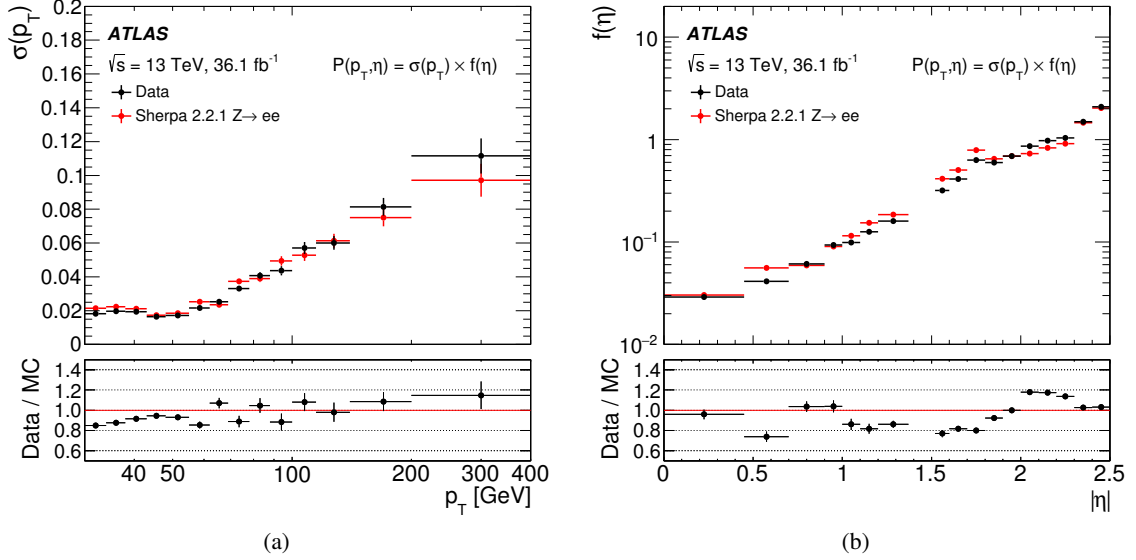 σ(p_T)
0.2
0.18
0.16
0.14
0.12
0.1
0.08
0.06
0.04
0.02
0
ATLAS
√s = 13 TeV, 36.1 fb⁻¹
P(p_T,η) = σ(p_T) × f(η)
Data
Sherpa 2.2.1 Z→ ee
Data / MC
1.4
1.2
1.0
0.8
0.6
40 50 100 200 300 400
p_T [GeV]
(a)
f(η)
10
1
10⁻¹
10⁻²
ATLAS
√s = 13 TeV, 36.1 fb⁻¹
P(p_T,η) = σ(p_T) × f(η)
Data
Sherpa 2.2.1 Z→ ee
Data / MC
1.4
1.2
1.0
0.8
0.6
0 0.5 1 1.5 2 2.5
|η|
(b)